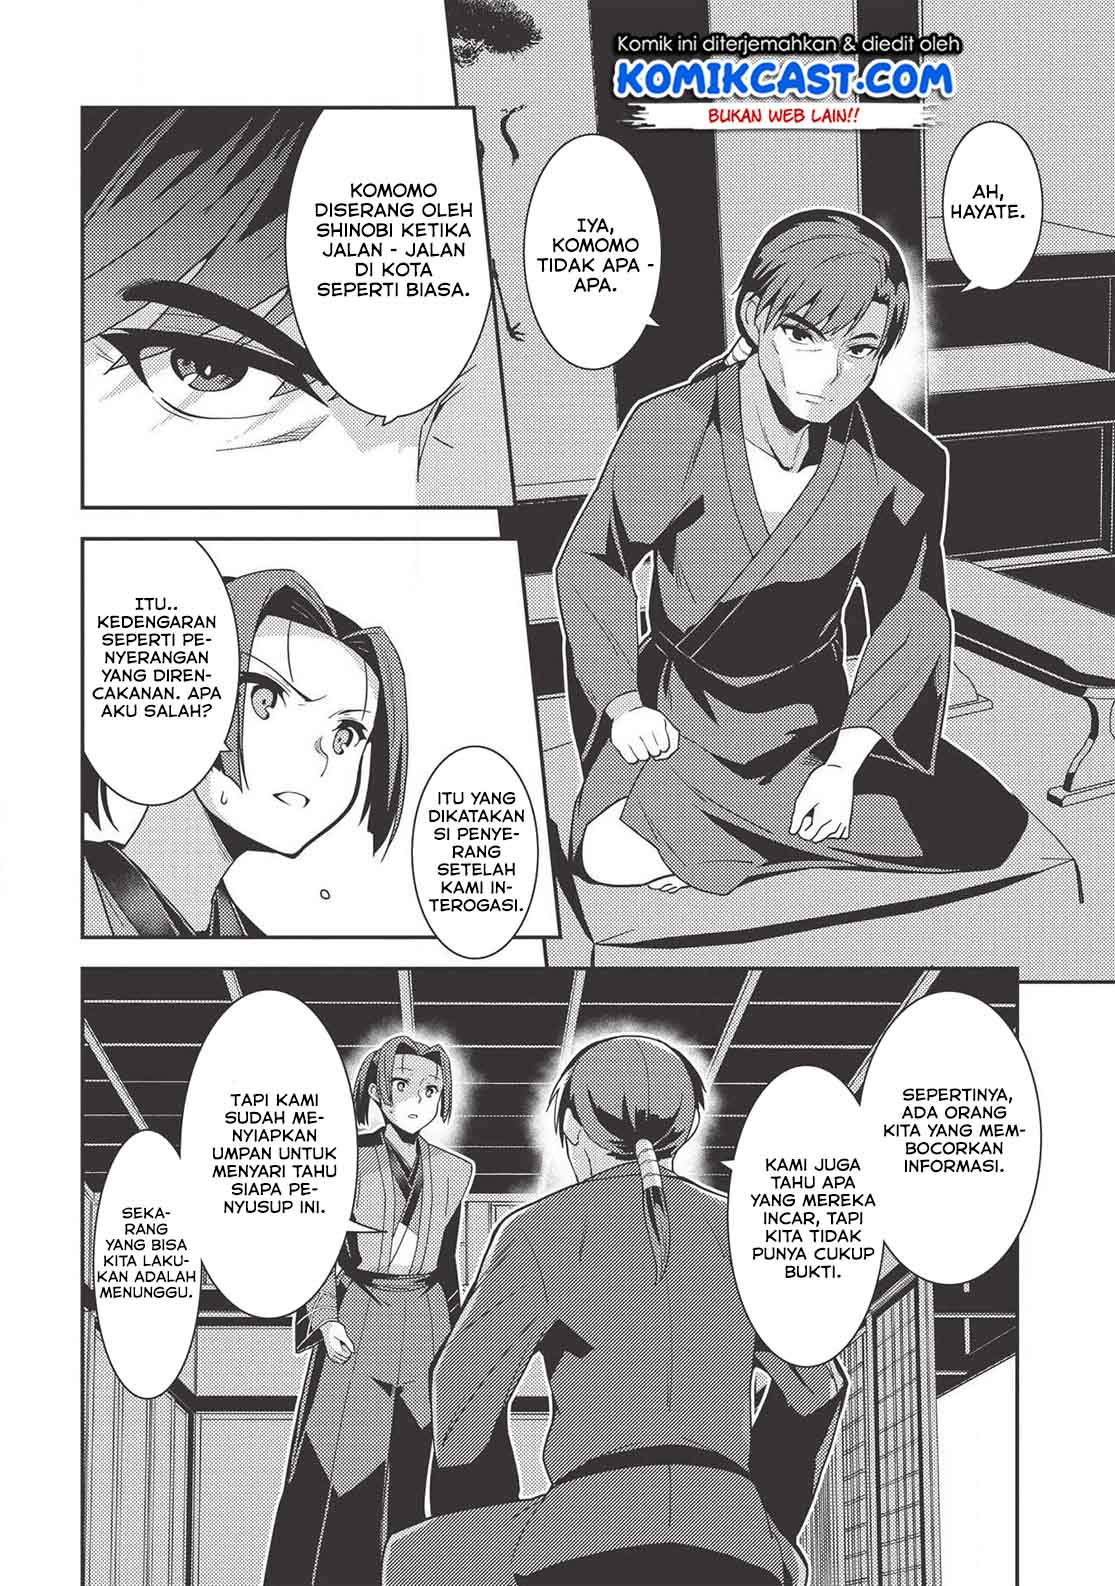 Komik ini diterjemahkan & diedit oleh
KOMIKCAST.COM
BUKAN WEB LAIN!!
AH,
HAYATE.
IYA,
KOMOMO
TIDAK APA -
APA.
KOMOMO
DISERANG OLEH
SHINOBI KETIKA
JALAN - JALAN
DI KOTA
SEPERTI BIASA.
ITU..
KEDENGARAN
SEPERTI PE-
NYERANGAN
YANG DIREN-
CAKANAN. APA
AKU SALAH?
ITU YANG
DIKATAKAN
SI PENYE-
RANG
SETELAH
KAMI IN-
TEROGASI.
SEPERTINYA,
ADA ORANG
KITA YANG MEM-
BOCORKAN
INFORMASI.
KAMI JUGA
TAHU APA
YANG MEREKA
INCAR, TAPI
KITA TIDAK
PUNYA CUKUP
BUKTI.
TAPI KAMI
SUDAH ME-
NYIAPKAN
UMPAN UNTUK
MENYARI TAHU
SIAPA PE-
NYUSUP INI.
SEKA-
RANG
YANG BISA
KITA LAKU-
KAN ADALAH
MENUNGGU.